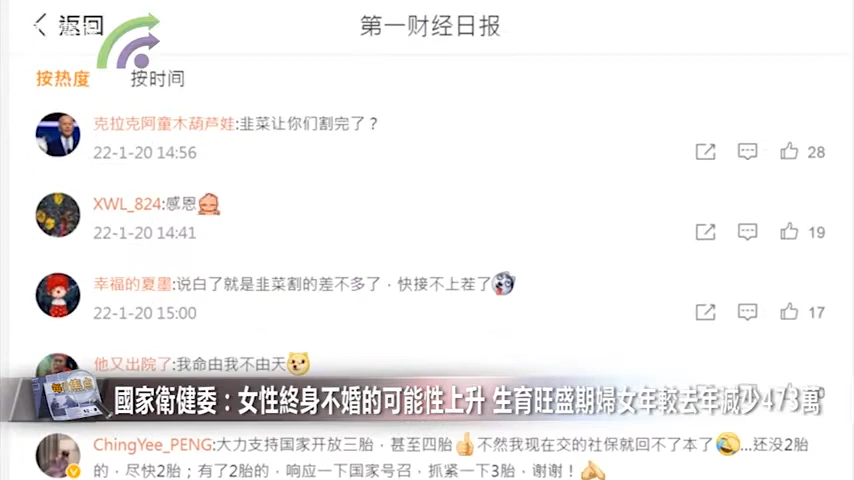 返回
第一财经日报
按热度 按时间
克拉克阿童木葫芦娃:韭菜让你们割完了？
22-1-20 14:56
28
XWL_824:感恩
22-1-20 14:41
19
幸福的夏墨:说白了就是韭菜割的差不多了，快接不上茬了
22-1-20 15:00
17
他又出院了:我命由我不由天
國家衛健委：女性終身不婚的可能性上升 生育旺盛期婦女年較去年減少473萬
ChingYee_PENG:大力支持国家开放三胎，甚至四胎 不然我现在交的社保就回不了本了 ...还没2胎
的，尽快2胎；有了2胎的，响应一下国家号召，抓紧一下3胎，谢谢！